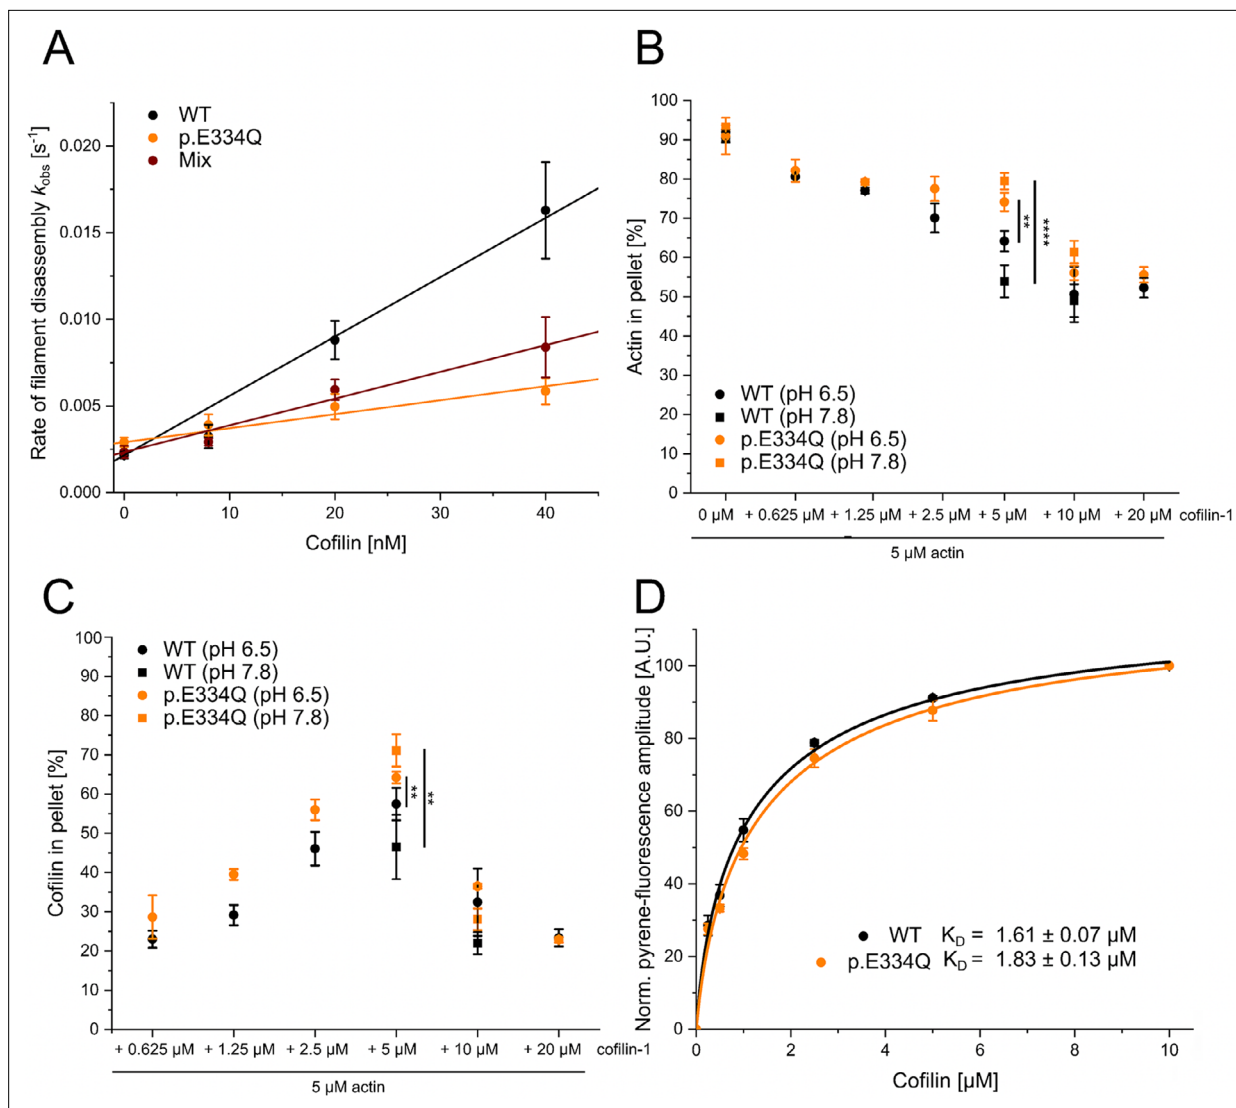 A
WT
p.E334Q
Mix
Rate of filament disassembly kobs [s-1]
0.020
0.015
0.010
0.005
0.000
0 10 20 30 40
Cofilin [nM]
B
Actin in pellet [%]
100
90
80
70
60
50
40
30
20
10
0
**
****
WT (pH 6.5)
WT (pH 7.8)
p.E334Q (pH 6.5)
p.E334Q (pH 7.8)
0 µM + 0.625 µM + 1.25 µM + 2.5 µM + 5 µM + 10 µM + 20 µM cofilin-1
5 µM actin
C
WT (pH 6.5)
WT (pH 7.8)
p.E334Q (pH 6.5)
p.E334Q (pH 7.8)
Cofilin in pellet [%]
100
90
80
70
60
50
40
30
20
10
0
**
**
+ 0.625 µM + 1.25 µM + 2.5 µM + 5 µM + 10 µM + 20 µM cofilin-1
5 µM actin
D
Norm. pyrene-fluorescence amplitude [A.U.]
100
80
60
40
20
0
WT KD = 1.61 ± 0.07 µM
p.E334Q KD = 1.83 ± 0.13 µM
0 2 4 6 8 10
Cofilin [µM]